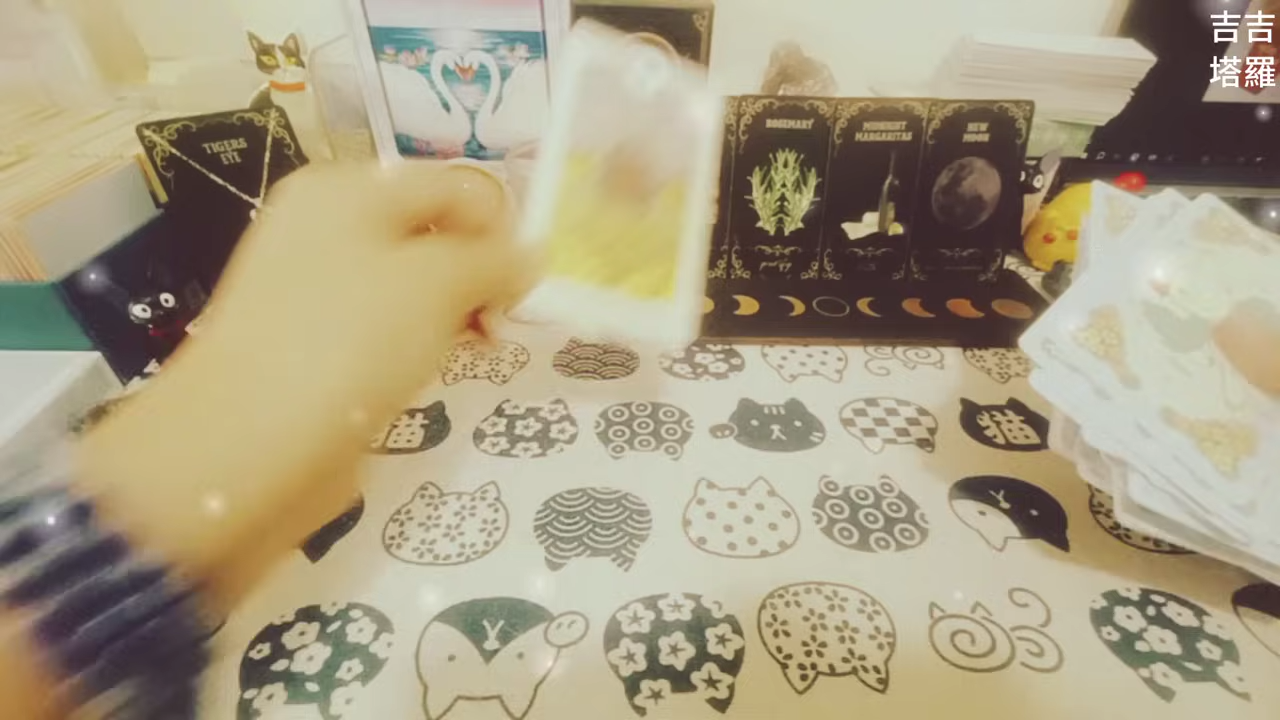 吉吉
塔羅
TIGERS
EYE
ROSEMARY
MIDNIGHT
MARGARITAS
NEW
MOON
猫
猫